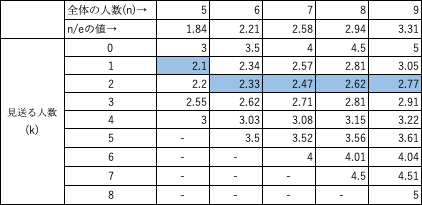 全体の人数(n)→ 5 6 7 8 9
n/eの値→ 1.84 2.21 2.58 2.94 3.31
見送る人数
(k)
0 3 3.5 4 4.5 5
1 2.1 2.34 2.57 2.81 3.05
2 2.2 2.33 2.47 2.62 2.77
3 2.55 2.62 2.71 2.81 2.91
4 3 3.03 3.08 3.15 3.22
5 - 3.5 3.52 3.56 3.61
6 - - 4 4.01 4.04
7 - - - 4.5 4.51
8 - - - - 5